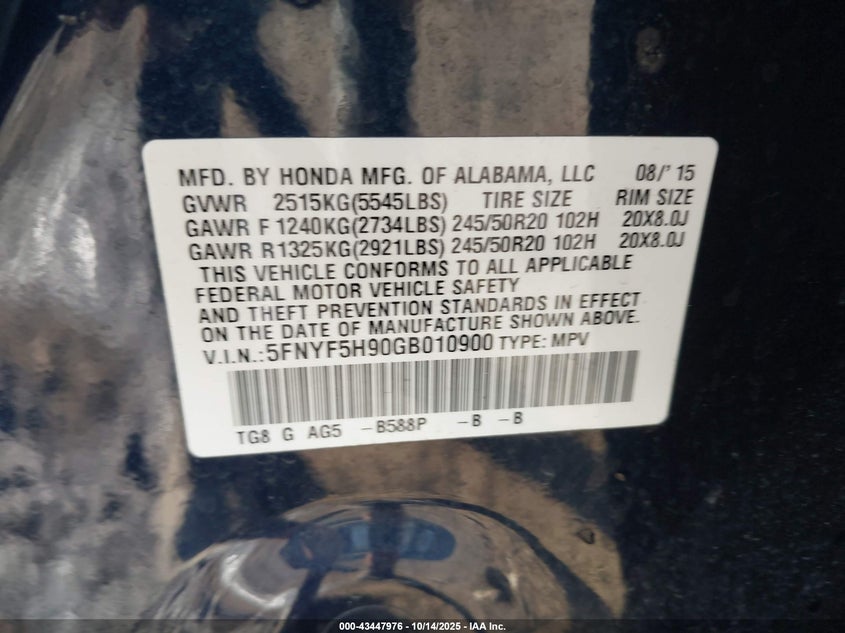 MFD. BY HONDA MFG. OF ALABAMA, LLC 08/' 15
GVWR 2515KG(5545LBS) TIRE SIZE RIM SIZE
GAWR F 1240KG(2734LBS) 245/50R20 102H 20X8.0J
GAWR R1325KG(2921LBS) 245/50R20 102H 20X8.0J
THIS VEHICLE CONFORMS TO ALL APPLICABLE
FEDERAL MOTOR VEHICLE SAFETY
AND THEFT PREVENTION STANDARDS IN EFFECT
ON THE DATE OF MANUFACTURE SHOWN ABOVE.
V.I.N.:5FNYF5H90GB010900 TYPE: MPV
TG8 G AG5 -B588P -B -B
000-43447976 - 10/14/2025 - IAA Inc.